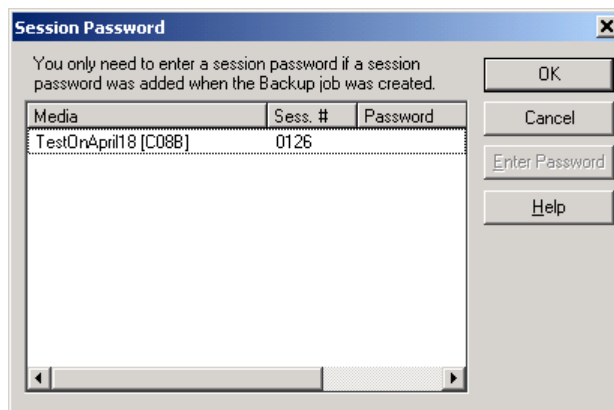 Session Password
You only need to enter a session password if a session
password was added when the Backup job was created.
OK
Media Sess. # Password
Cancel
TestOnApril18 [C08B] 0126
Enter Password
Help